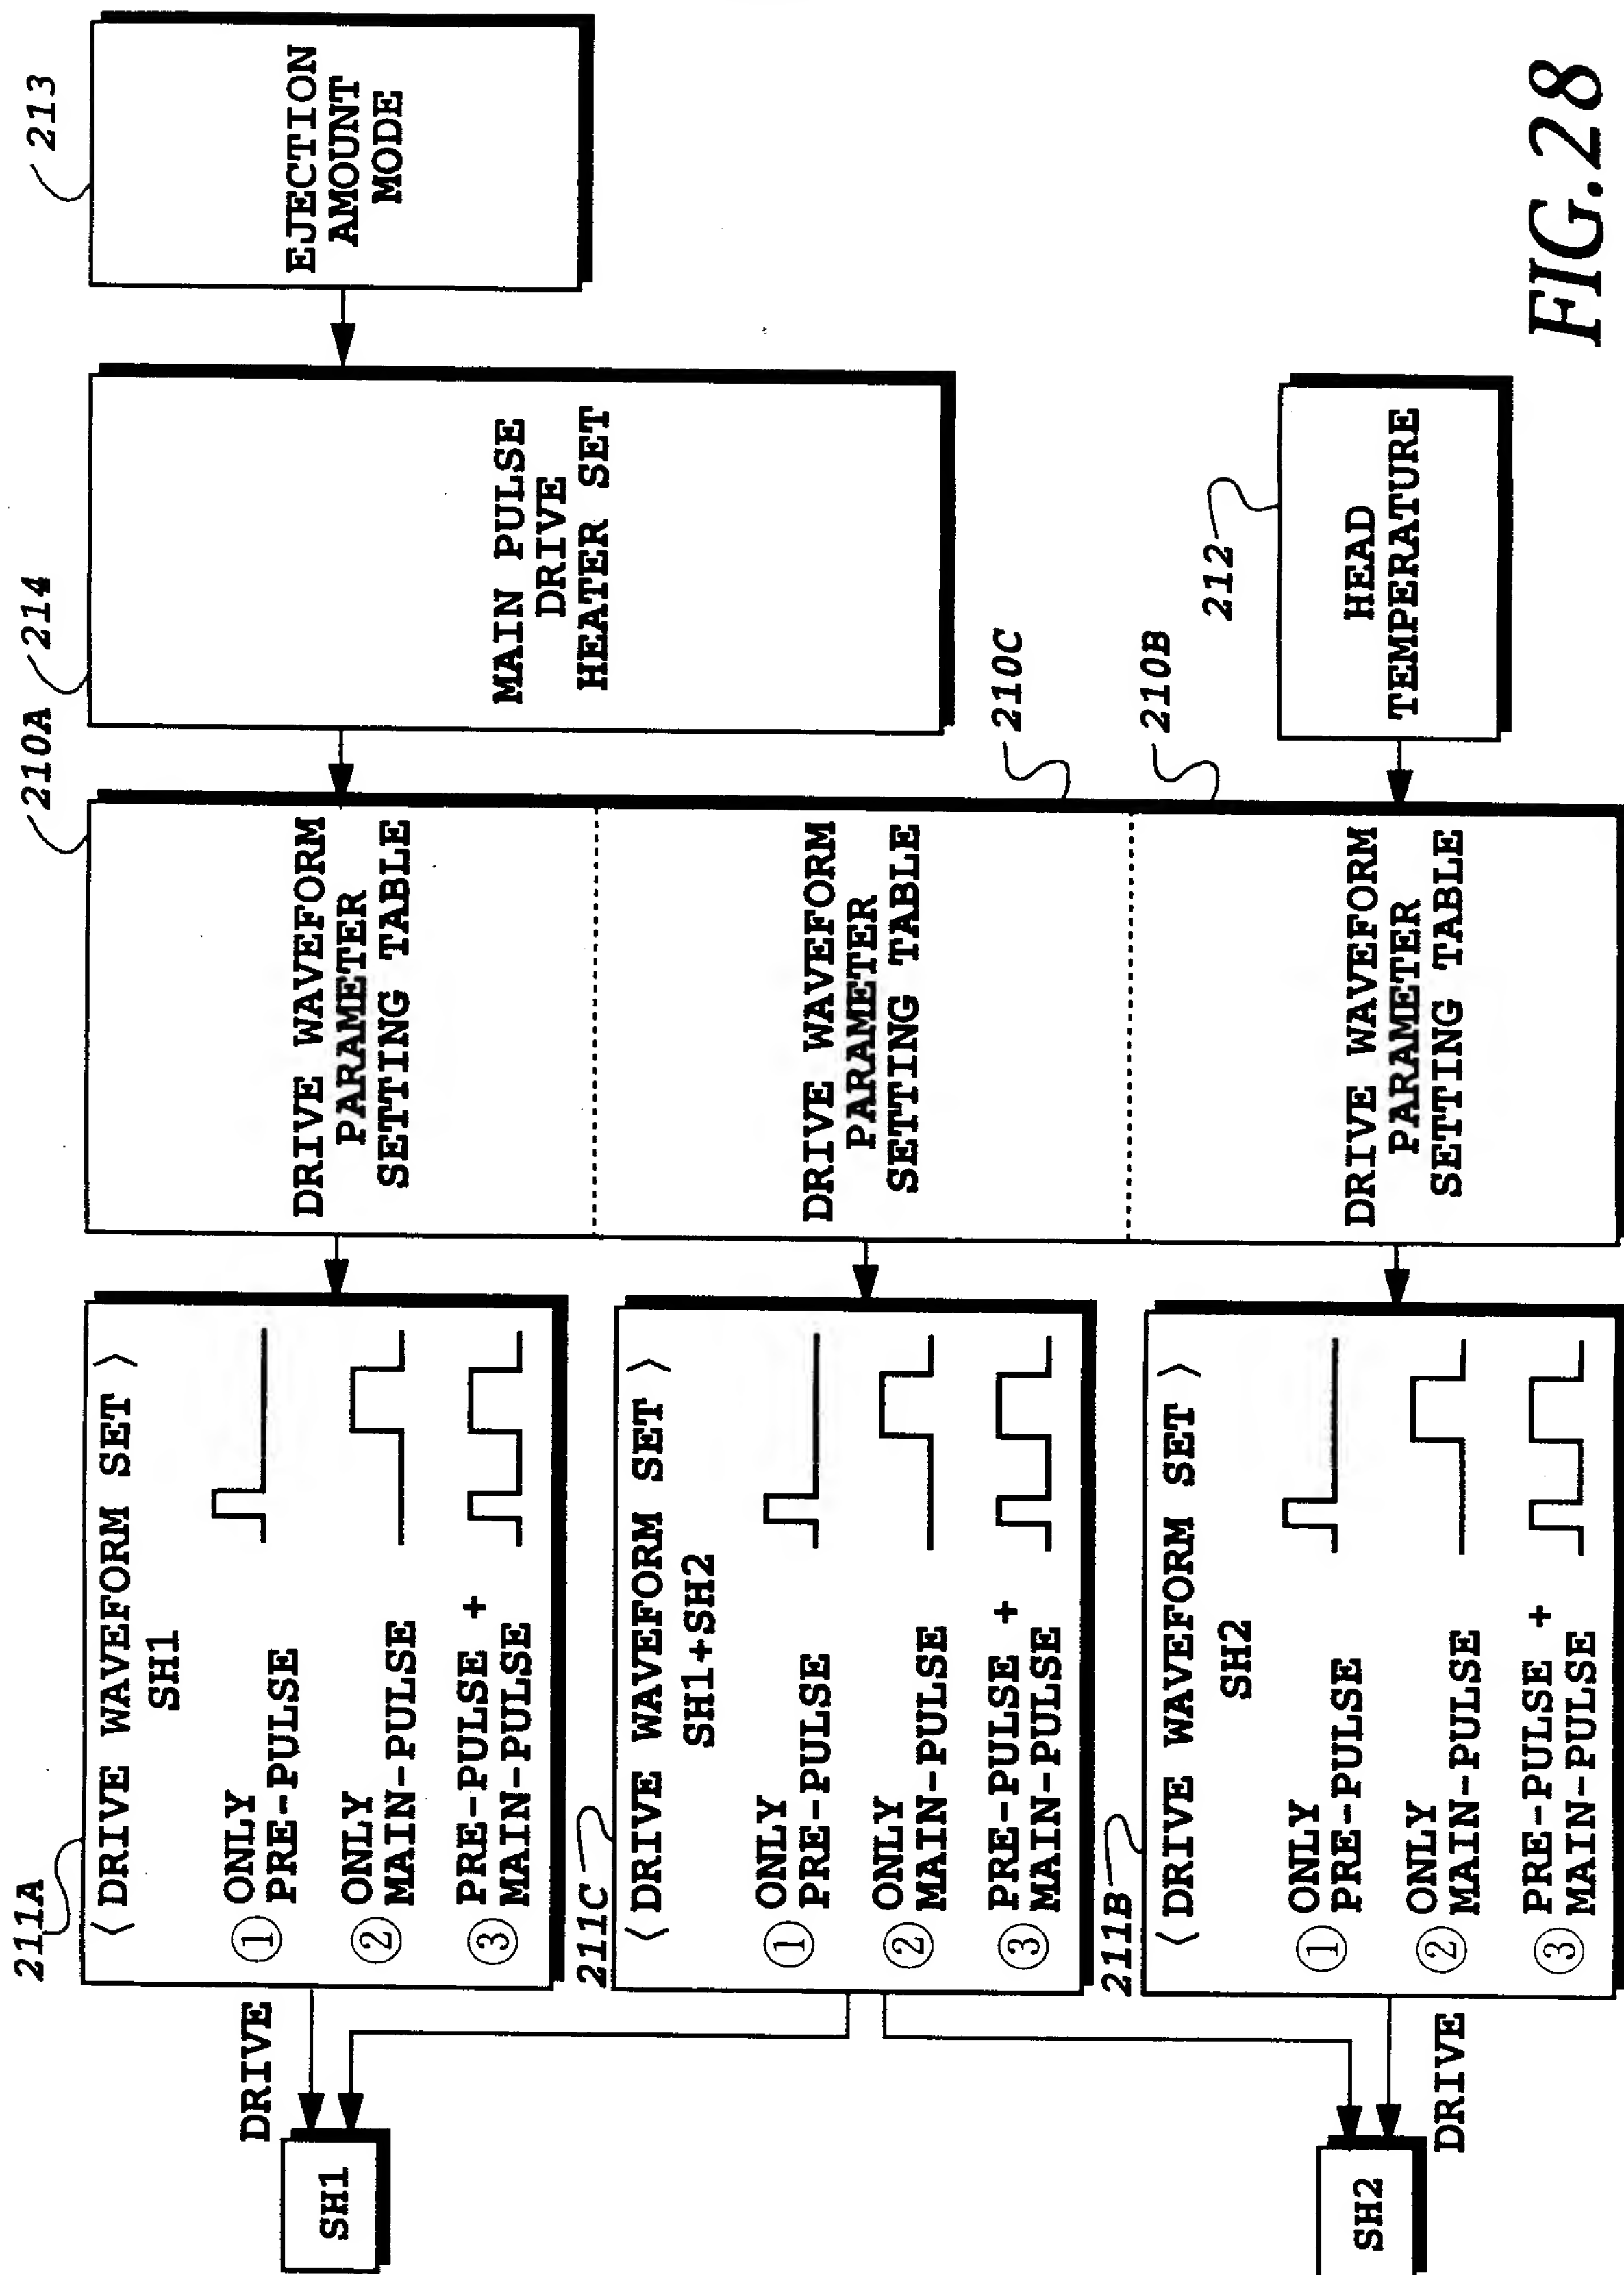 213
EJECTION
AMOUNT
MODE
214
MAIN PULSE
DRIVE
HEATER SET
212
HEAD
TEMPERATURE
210A
DRIVE WAVEFORM
PARAMETER
SETTING TABLE
210C
DRIVE WAVEFORM
PARAMETER
SETTING TABLE
210B
DRIVE WAVEFORM
PARAMETER
SETTING TABLE
211A
〈DRIVE WAVEFORM SET〉
SH1
① ONLY
PRE-PULSE
② ONLY
MAIN-PULSE
③ PRE-PULSE +
MAIN-PULSE
211C
〈DRIVE WAVEFORM SET〉
SH1+SH2
① ONLY
PRE-PULSE
② ONLY
MAIN-PULSE
③ PRE-PULSE +
MAIN-PULSE
211B
〈DRIVE WAVEFORM SET〉
SH2
① ONLY
PRE-PULSE
② ONLY
MAIN-PULSE
③ PRE-PULSE +
MAIN-PULSE
DRIVE
SH1
DRIVE
SH2
FIG.28